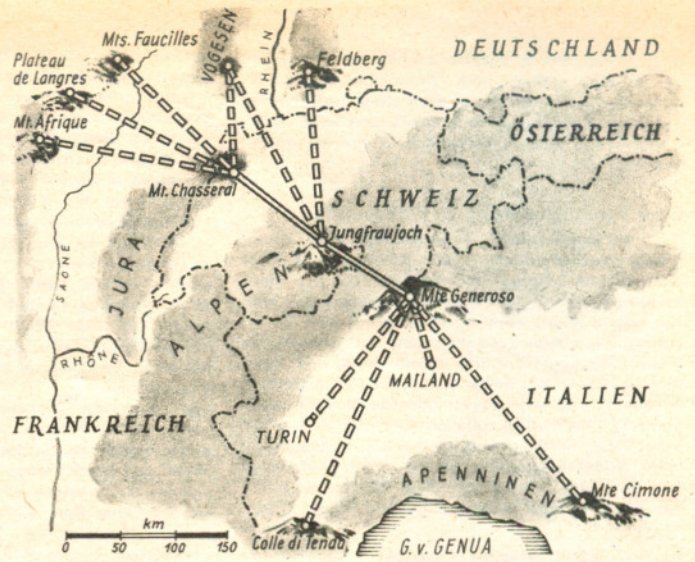 Mts. Faucilles
VOGESEN
RHEIN
Feldberg
DEUTSCHLAND
Plateau
de Langres
Mt. Afrique
ÖSTERREICH
Mt. Chasseral
SCHWEIZ
Jungfraujoch
SAONE
JURA
ALPEN
Mte Generoso
RHÔNE
MAILAND
ITALIEN
FRANKREICH
TURIN
APENNINEN
Mte Cimone
km
0 50 100 150
Colle di Tenda
G. v. GENUA